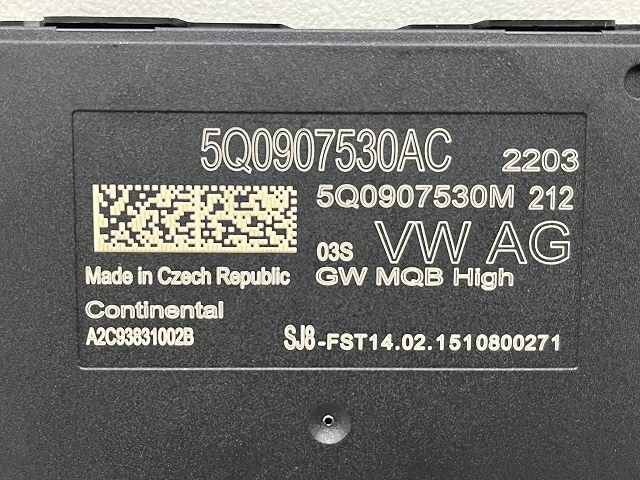 5Q0907530AC 2203
5Q0907530M 212
03S VW AG
Made in Czech Republic GW MQB High
Continental
A2C93831002B SJ8-FST14.02.1510800271